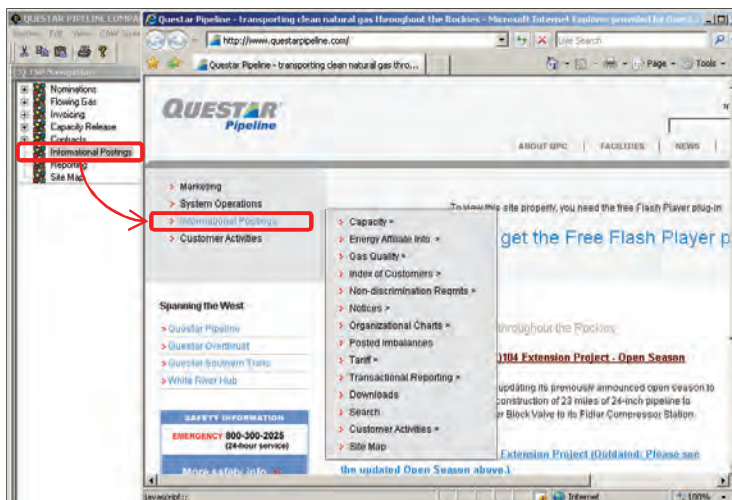 QUESTAR PIPELINE COMPA
Questar Pipeline - transporting clean natural gas throughout the Rockies - Microsoft Internet Explorer provided by
http://www.questarpipeline.com/
Live Search
Questar Pipeline - transporting clean natural gas thro...
Page
Tools
Nominations
Flowing Gas
Invoicing
Capacity Release
Contracts
Informational Postings
Reporting
Site Map
QUESTAR
Pipeline
ABOUT QPC | FACILITIES | NEWS
> Marketing
> System Operations
> Informational Postings
> Customer Activities
To view this site properly, you need the free Flash Player plug-in
get the Free Flash Player p
> Capacity »
> Energy Affiliate Info »
> Gas Quality »
> Index of Customers >
> Non-discrimination Reqmts »
> Notices >
> Organizational Charts »
> Posted Imbalances
> Tariff »
> Transactional Reporting »
> Downloads
> Search
> Customer Activities »
> Site Map
Spanning the West
> Questar Pipeline
> Questar Overthrust
> Questar Southern Trails
> White River Hub
throughout the Rockies
104 Extension Project - Open Season
updating its previously announced open season to
construction of 23 miles of 24-inch pipeline to
r Block Valve to its Fidlar Compressor Station
Extension Project (Outdated: Please see
the updated Open Season above.)
SAFETY INFORMATION
EMERGENCY 800-300-2025
(24-hour service)
More safety info
javascript:;
Internet
100%